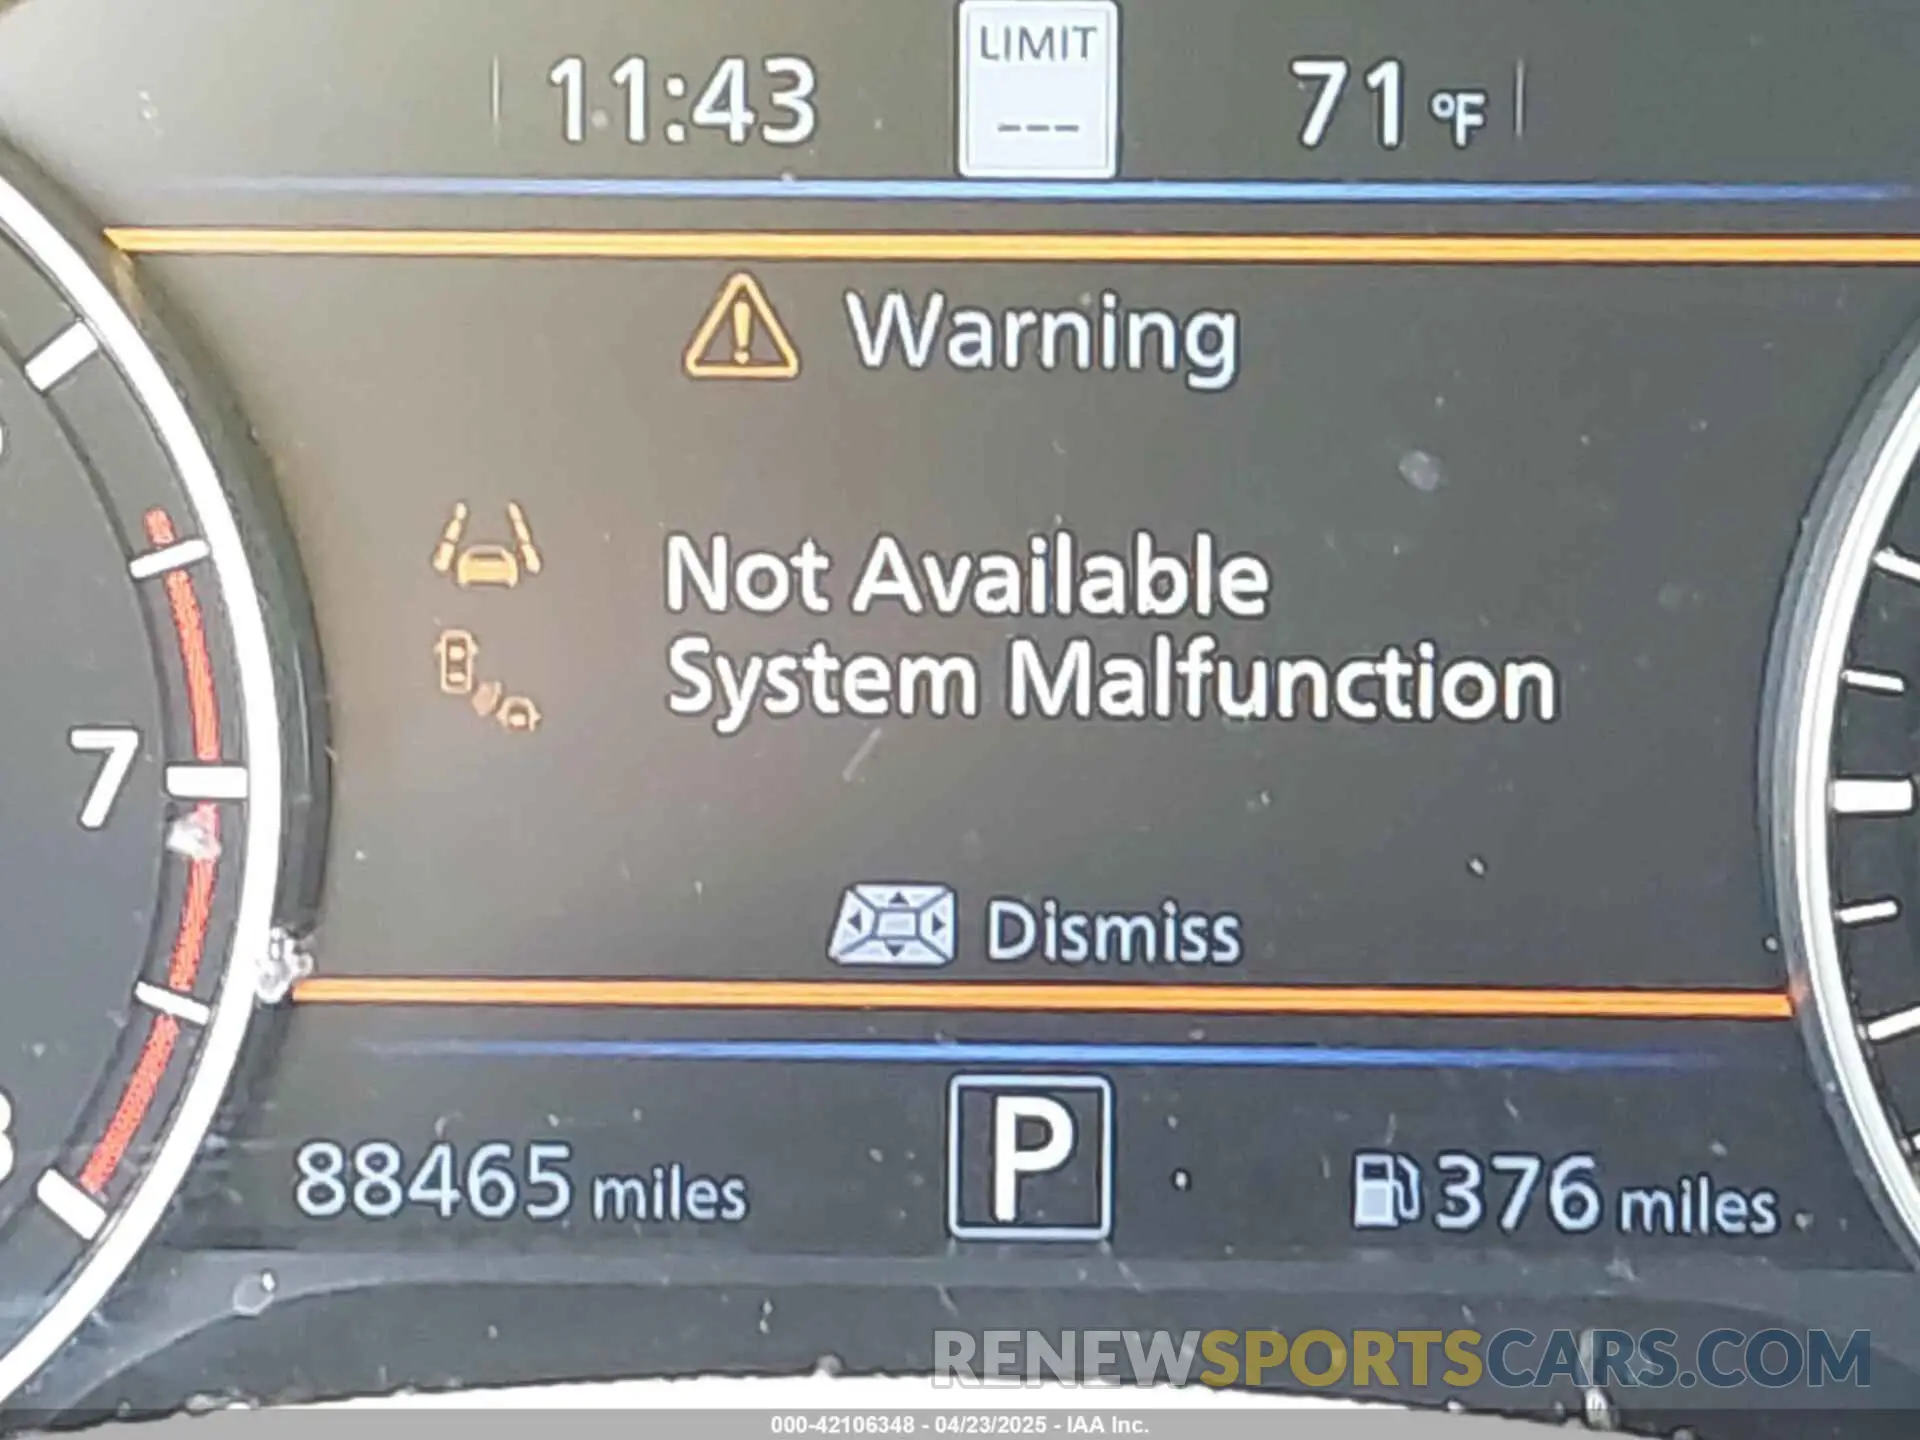 11:43
LIMIT
---
71 °F
Warning
Not Available
System Malfunction
7
Dismiss
88465 miles
P
376 miles
RENEWSPORTSCARS.COM
000-42106348 - 04/23/2025 - IAA Inc.